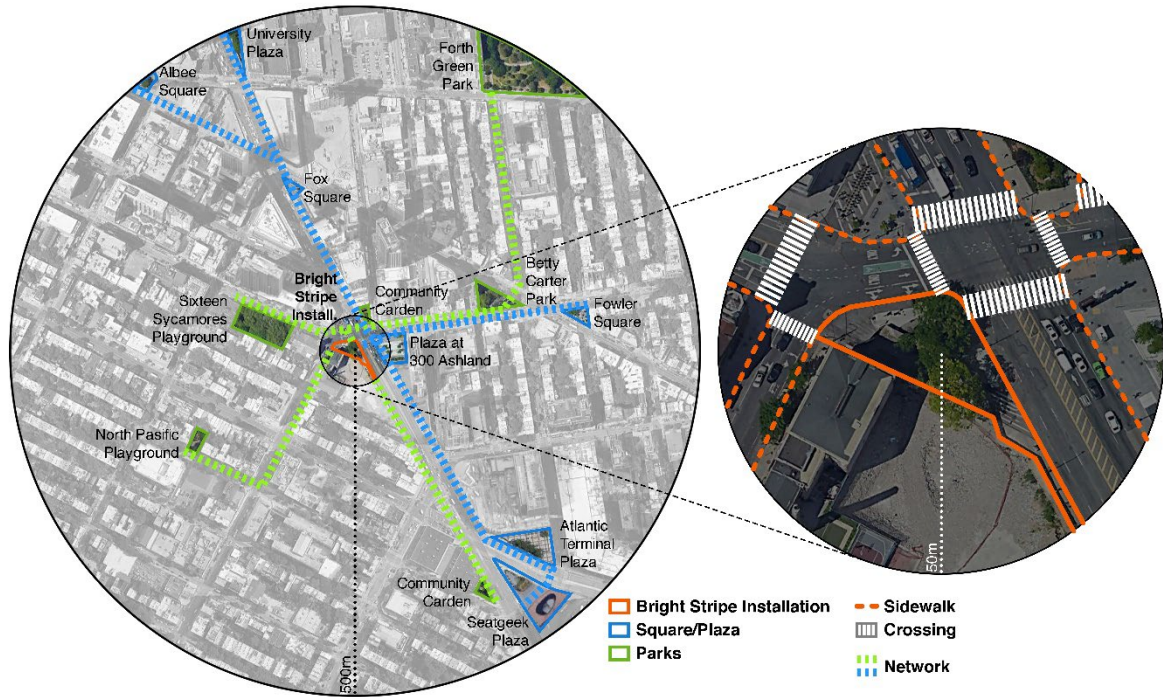 University
Plaza
Albee
Square
Forth
Green
Park
Fox
Square
Bright
Stripe
Install.
Community
Carden
Betty
Carter
Park
Sixteen
Sycamores
Playground
Fowler
Square
Plaza at
300 Ashland
North Pasific
Playground
Atlantic
Terminal
Plaza
Community
Carden
Seatgeek
Plaza
500m
50m
Bright Stripe Installation
Square/Plaza
Parks
Sidewalk
Crossing
Network